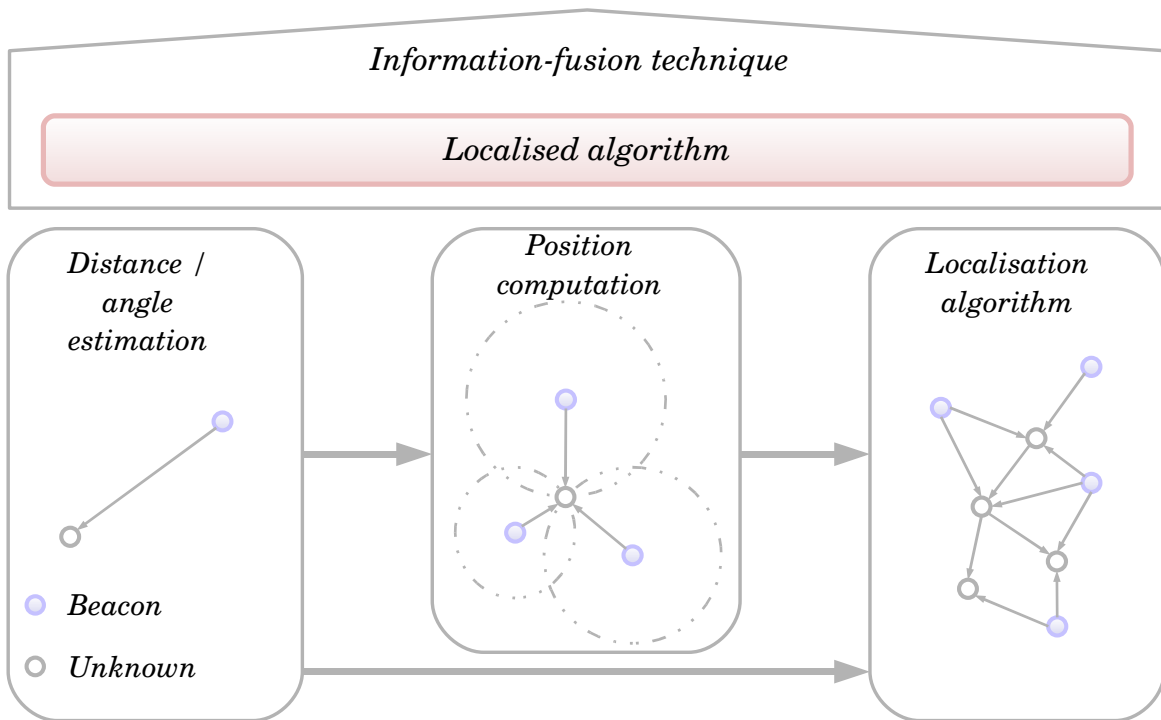 Information-fusion technique
Localised algorithm
Distance /
angle
estimation
Beacon
Unknown
Position
computation
Localisation
algorithm